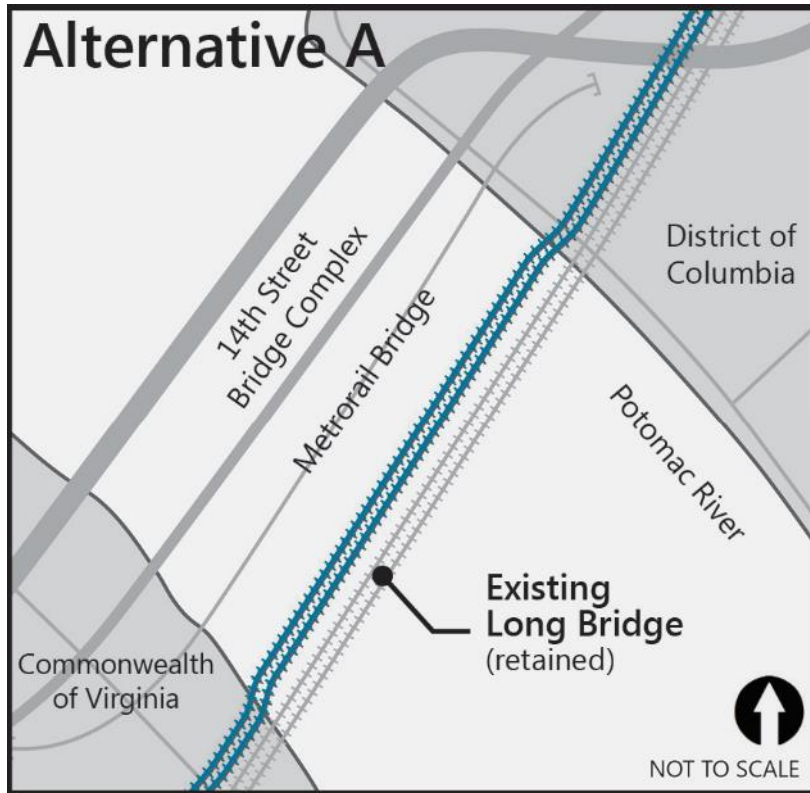 Alternative A
14th Street
Bridge Complex
Metrorail Bridge
District of
Columbia
Potomac River
Existing
Long Bridge
(retained)
Commonwealth
of Virginia
NOT TO SCALE